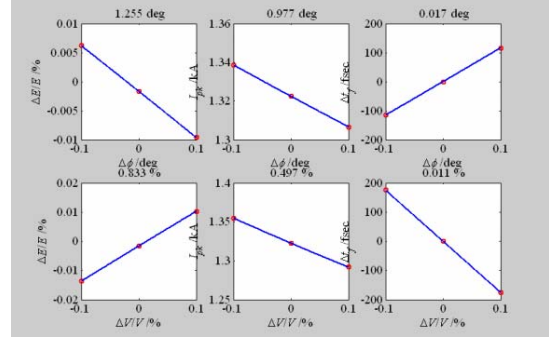 1.255 deg
0.977 deg
0.017 deg
0.01
0.005
0
-0.005
-0.01
ΔE/E /%
-0.1 0 0.1
Δϕ /deg
1.36
1.34
1.32
1.3
I_pk /kA
-0.1 0 0.1
Δϕ /deg
200
100
0
-100
-200
Δt_f /fsec
-0.1 0 0.1
Δϕ /deg
0.833 %
0.497 %
0.011 %
0.02
0.01
0
-0.01
-0.02
ΔE/E /%
-0.1 0 0.1
ΔV/V /%
1.4
1.35
1.3
1.25
I_pk /kA
-0.1 0 0.1
ΔV/V /%
200
100
0
-100
-200
Δt_f /fsec
-0.1 0 0.1
ΔV/V /%